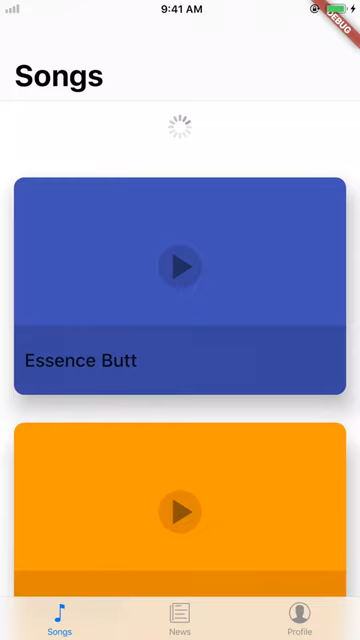 9:41 AM
DEBUG
Songs
Essence Butt
Songs
News
Profile